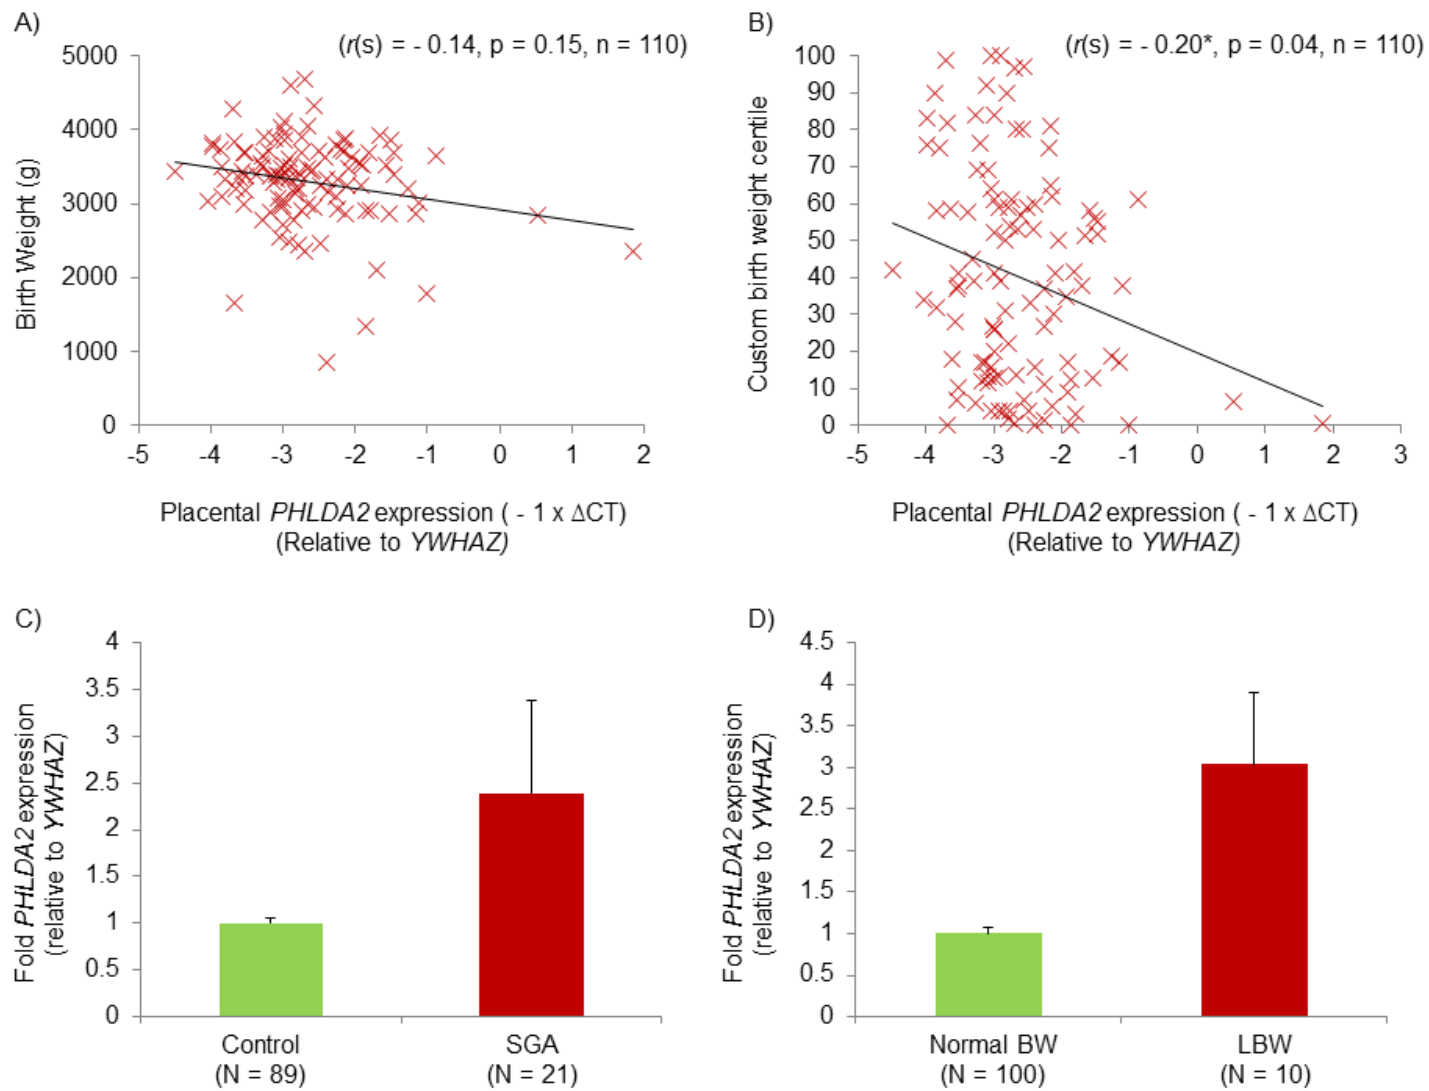 A)
(r(s) = - 0.14, p = 0.15, n = 110)
5000
4000
3000
2000
1000
0
Birth Weight (g)
-5 -4 -3 -2 -1 0 1 2
Placental PHLDA2 expression ( - 1 x ΔCT)
(Relative to YWHAZ)
B)
(r(s) = - 0.20*, p = 0.04, n = 110)
100
90
80
70
60
50
40
30
20
10
0
Custom birth weight centile
-5 -4 -3 -2 -1 0 1 2 3
Placental PHLDA2 expression ( - 1 x ΔCT)
(Relative to YWHAZ)
C)
4
3.5
3
2.5
2
1.5
1
0.5
0
Fold PHLDA2 expression
(relative to YWHAZ)
Control SGA
(N = 89) (N = 21)
D)
4.5
4
3.5
3
2.5
2
1.5
1
0.5
0
Fold PHLDA2 expression
(relative to YWHAZ)
Normal BW LBW
(N = 100) (N = 10)